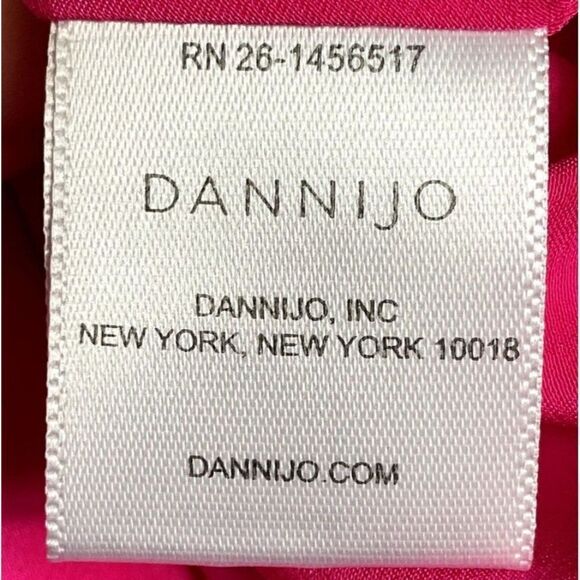 RN 26-1456517
DANNIJO
DANNIJO, INC
NEW YORK, NEW YORK 10018
DANNIJO.COM